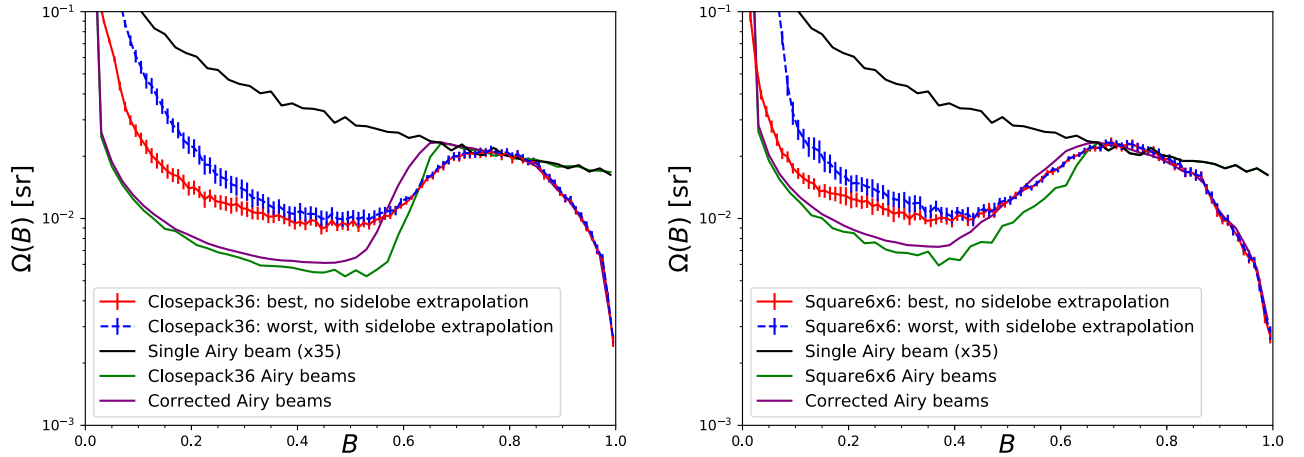 10⁻¹
10⁻²
10⁻³
Ω(B) [sr]
Closepack36: best, no sidelobe extrapolation
Closepack36: worst, with sidelobe extrapolation
Single Airy beam (x35)
Closepack36 Airy beams
Corrected Airy beams
0.0 0.2 0.4 0.6 0.8 1.0
B
10⁻¹
10⁻²
10⁻³
Ω(B) [sr]
Square6x6: best, no sidelobe extrapolation
Square6x6: worst, with sidelobe extrapolation
Single Airy beam (x35)
Square6x6 Airy beams
Corrected Airy beams
0.0 0.2 0.4 0.6 0.8 1.0
B